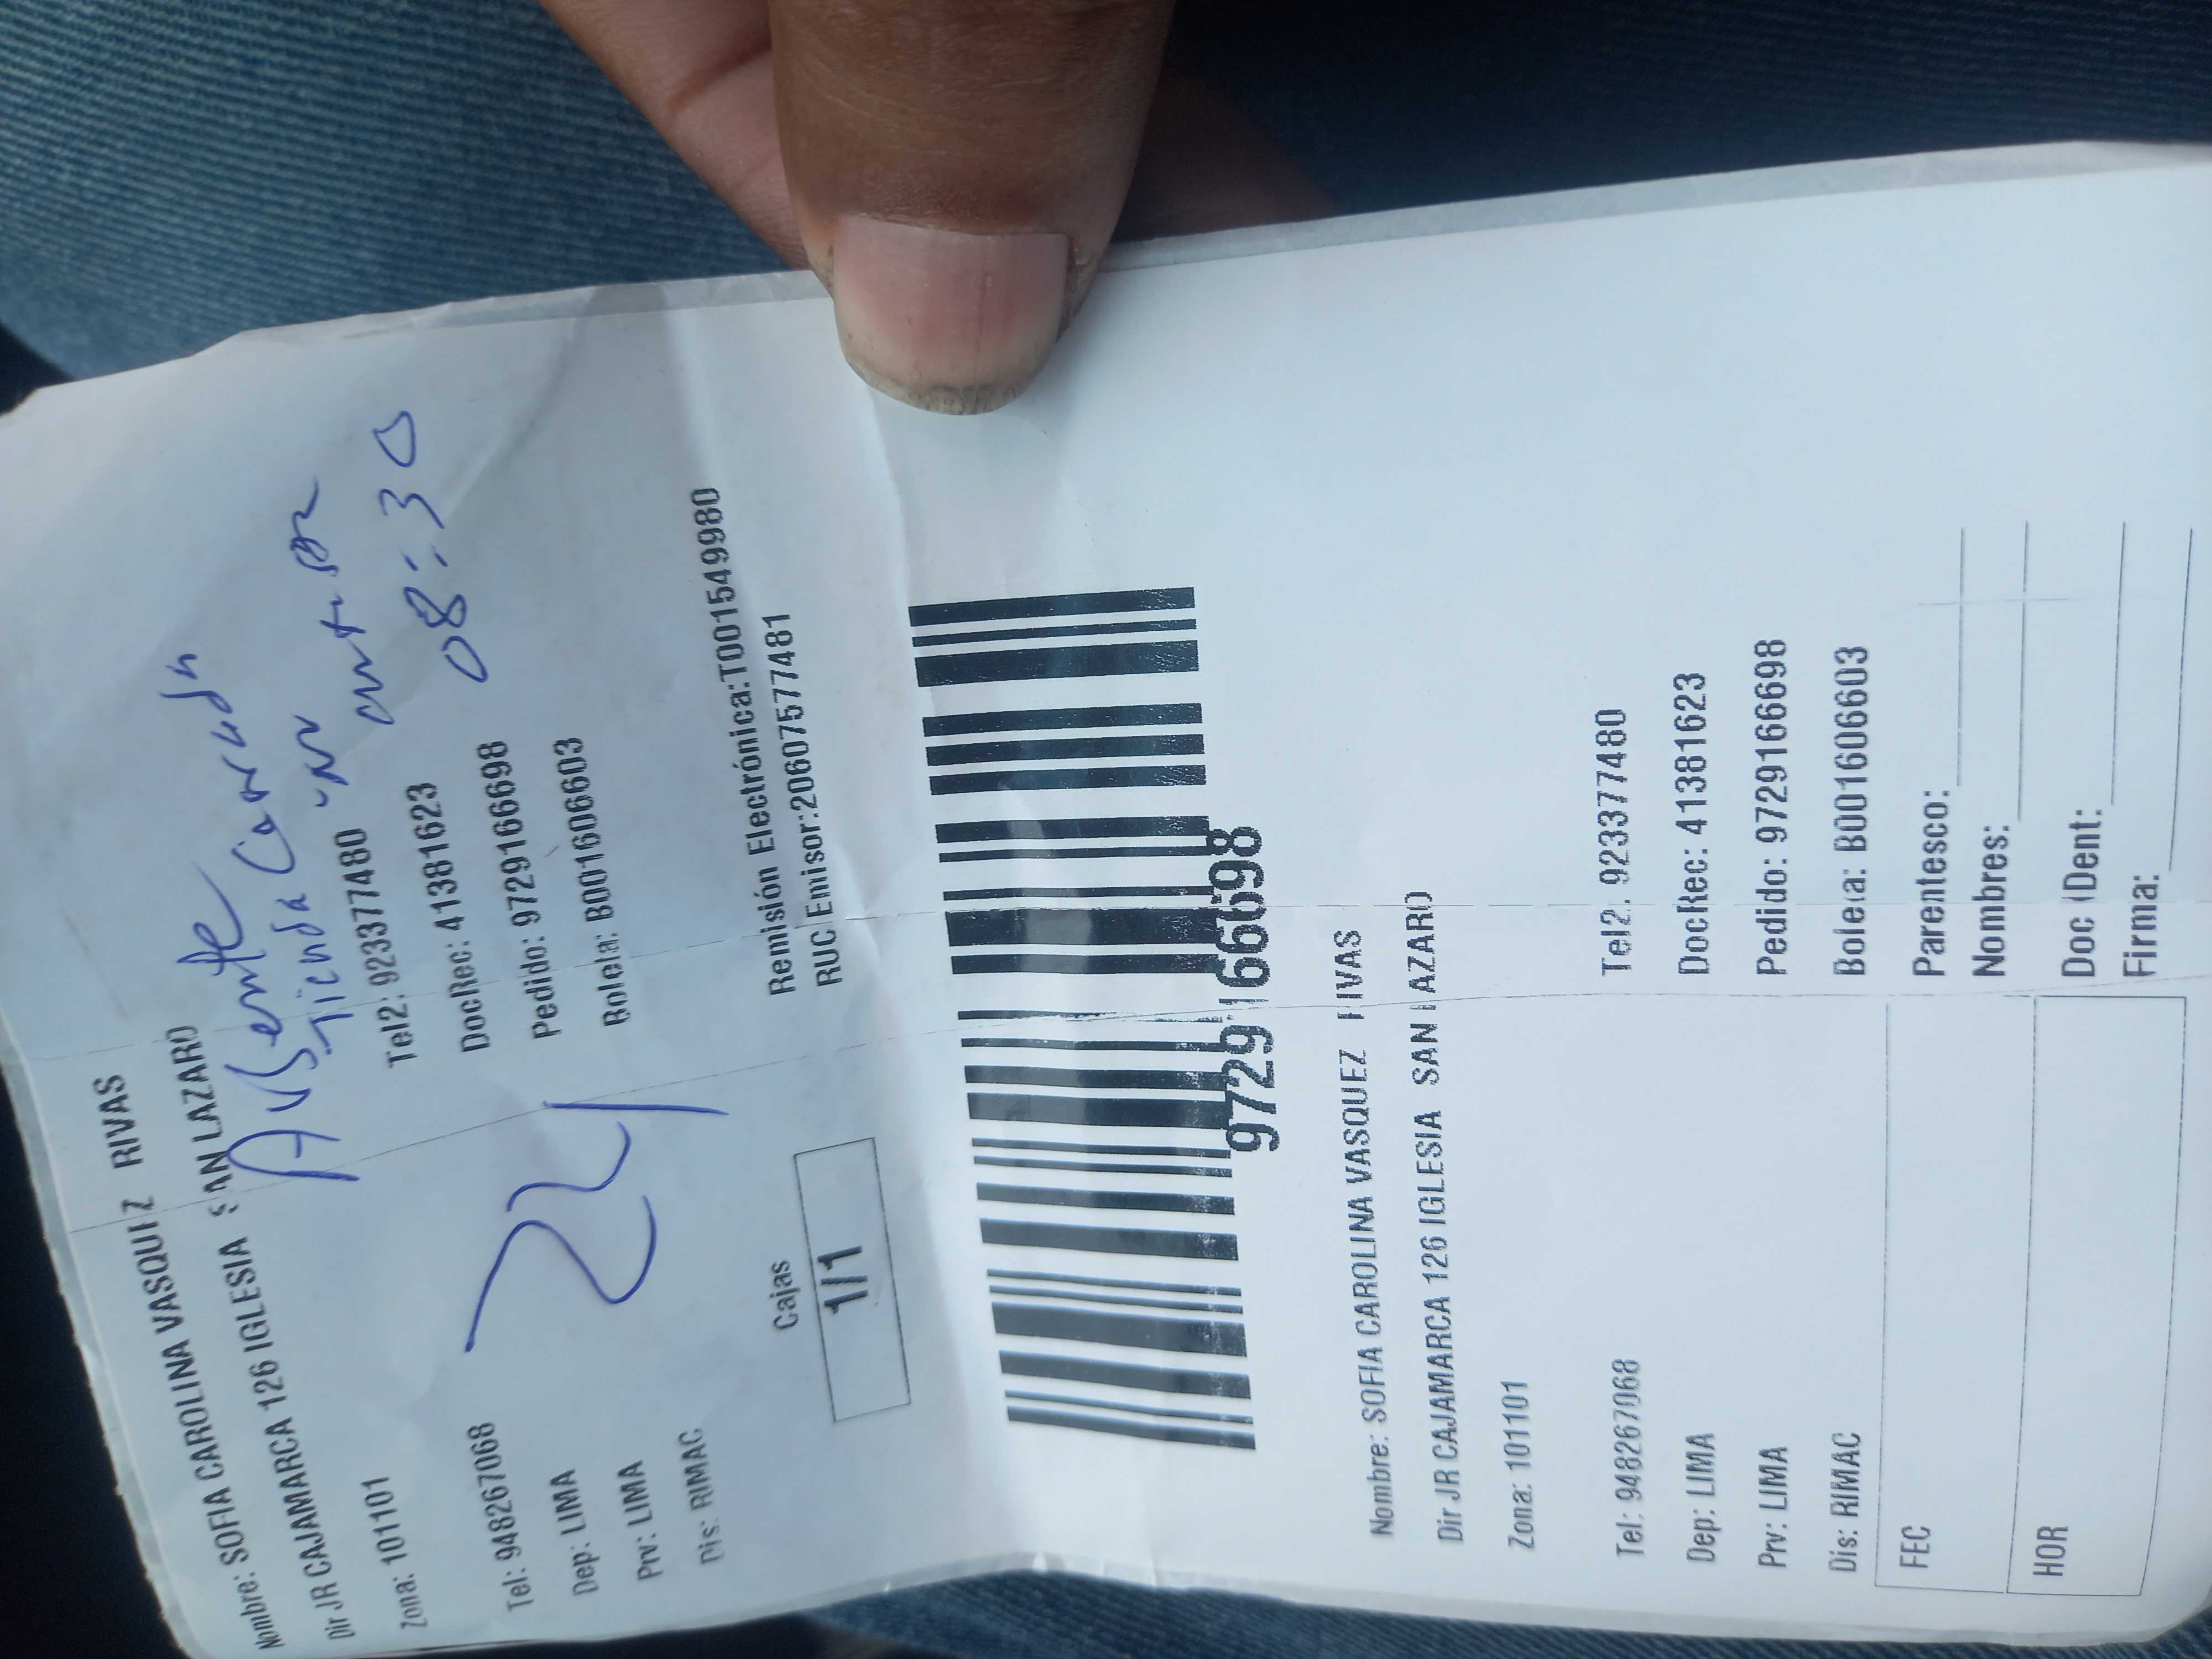 Nombre: SOFIA CAROLINA VASQUEZ RIVAS
Dir JR CAJAMARCA 126 IGLESIA SAN LAZARO
Ausente
Tienda Cerrada
Zona: 101101
08:30
24
Tel: 948267068 Tel2: 923377480
Dep: LIMA DocRec: 41381623
Prv: LIMA Pedido: 9729166698
Dis: RIMAC Boleta: B001606603
Cajas
1/1
Remisión Electrónica:T001549980
RUC Emisor:20607577481
9729166698
Nombre: SOFIA CAROLINA VASQUEZ RIVAS
Dir JR CAJAMARCA 126 IGLESIA SAN LAZARO
Zona: 101101
Tel: 948267068 Tel2: 923377480
Dep: LIMA DocRec: 41381623
Prv: LIMA Pedido: 9729166698
Dis: RIMAC Boleta: B001606603
FEC
Parentesco:
Nombres:
HOR
Doc IDent:
Firma: